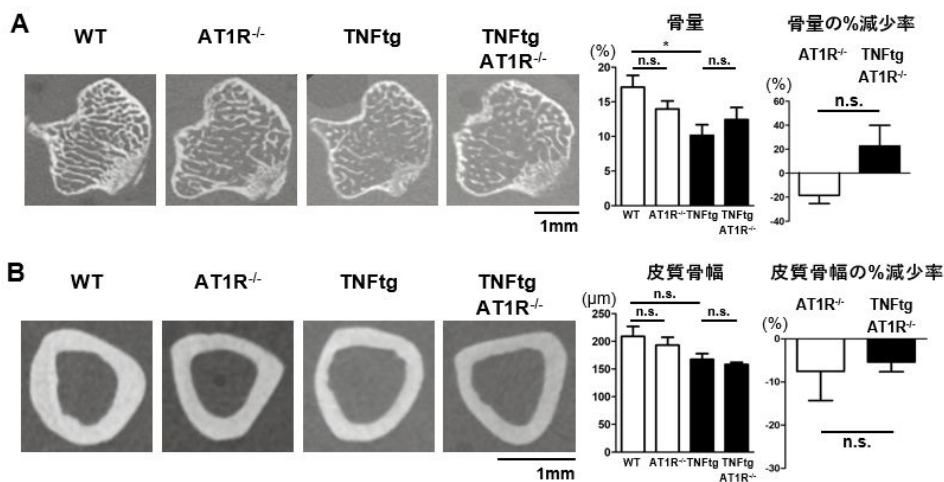 A
WT
AT1R-/-
TNFtg
TNFtg
AT1R-/-
1mm
骨量
(%)
*
n.s.
n.s.
20
15
10
5
0
WT
AT1R-/-
TNFtg
TNFtg
AT1R-/-
骨量の%減少率
AT1R-/-
TNFtg
AT1R-/-
(%)
n.s.
60
40
20
0
-20
-40
B
WT
AT1R-/-
TNFtg
TNFtg
AT1R-/-
1mm
皮質骨幅
(μm)
n.s.
n.s.
n.s.
250
200
150
100
50
0
WT
AT1R-/-
TNFtg
TNFtg
AT1R-/-
皮質骨幅の%減少率
AT1R-/-
TNFtg
AT1R-/-
(%)
0
-10
-20
-30
n.s.